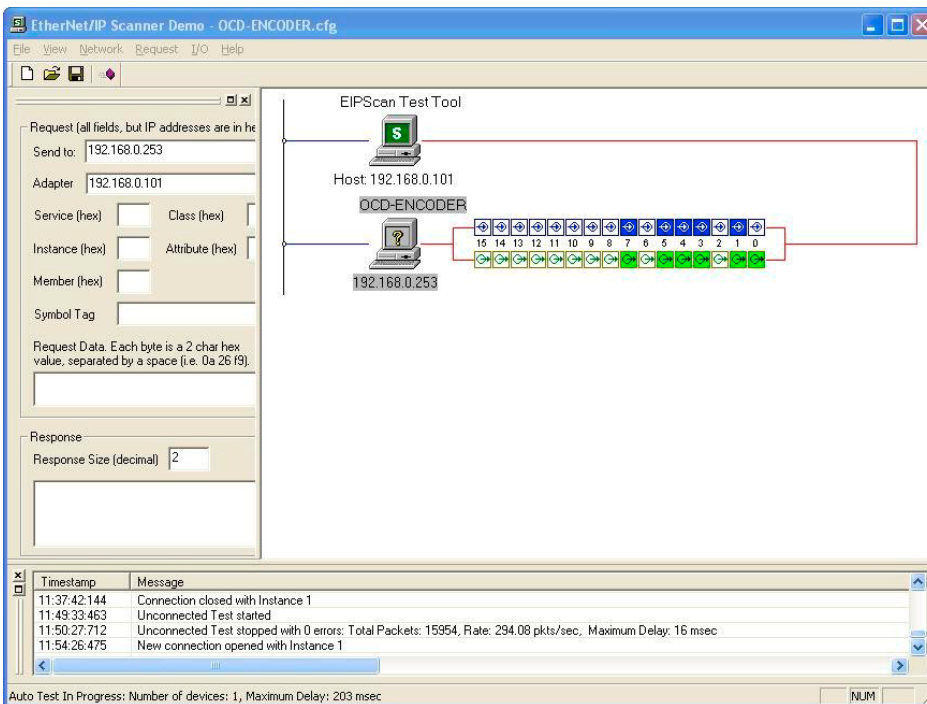 EtherNet/IP Scanner Demo - OCD-ENCODER.cfg
File View Network Request I/O Help
Request (all fields, but IP addresses are in he
Send to: 192.168.0.253
Adapter 192.168.0.101
Service (hex) Class (hex)
Instance (hex) Attribute (hex)
Member (hex)
Symbol Tag
Request Data. Each byte is a 2 char hex
value, separated by a space (i.e. 0a 26 f9).
Response
Response Size (decimal) 2
EIPScan Test Tool
S
Host: 192.168.0.101
OCD-ENCODER
?
15 14 13 12 11 10 9 8 7 6 5 4 3 2 1 0
192.168.0.253
Timestamp Message
11:37:42:144 Connection closed with Instance 1
11:49:33:463 Unconnected Test started
11:50:27:712 Unconnected Test stopped with 0 errors: Total Packets: 15954, Rate: 294.08 pkts/sec, Maximum Delay: 16 msec
11:54:26:475 New connection opened with Instance 1
Auto Test In Progress: Number of devices: 1, Maximum Delay: 203 msec
NUM